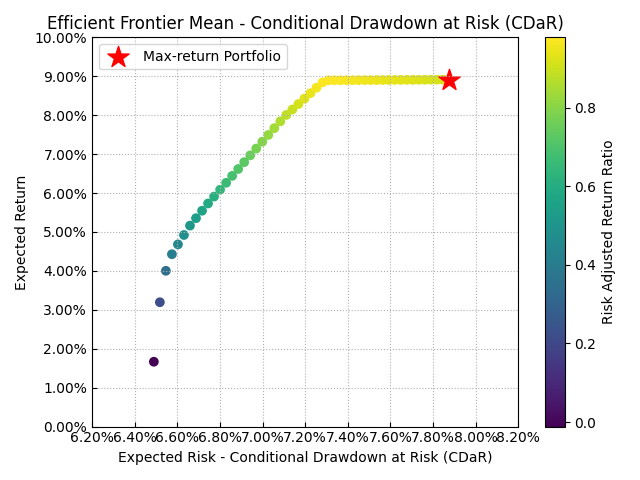 Efficient Frontier Mean - Conditional Drawdown at Risk (CDaR)
10.00%
9.00%
8.00%
7.00%
6.00%
5.00%
4.00%
3.00%
2.00%
1.00%
0.00%
Expected Return
Max-return Portfolio
6.20% 6.40% 6.60% 6.80% 7.00% 7.20% 7.40% 7.60% 7.80% 8.00% 8.20%
Expected Risk - Conditional Drawdown at Risk (CDaR)
0.8
0.6
0.4
0.2
0.0
Risk Adjusted Return Ratio